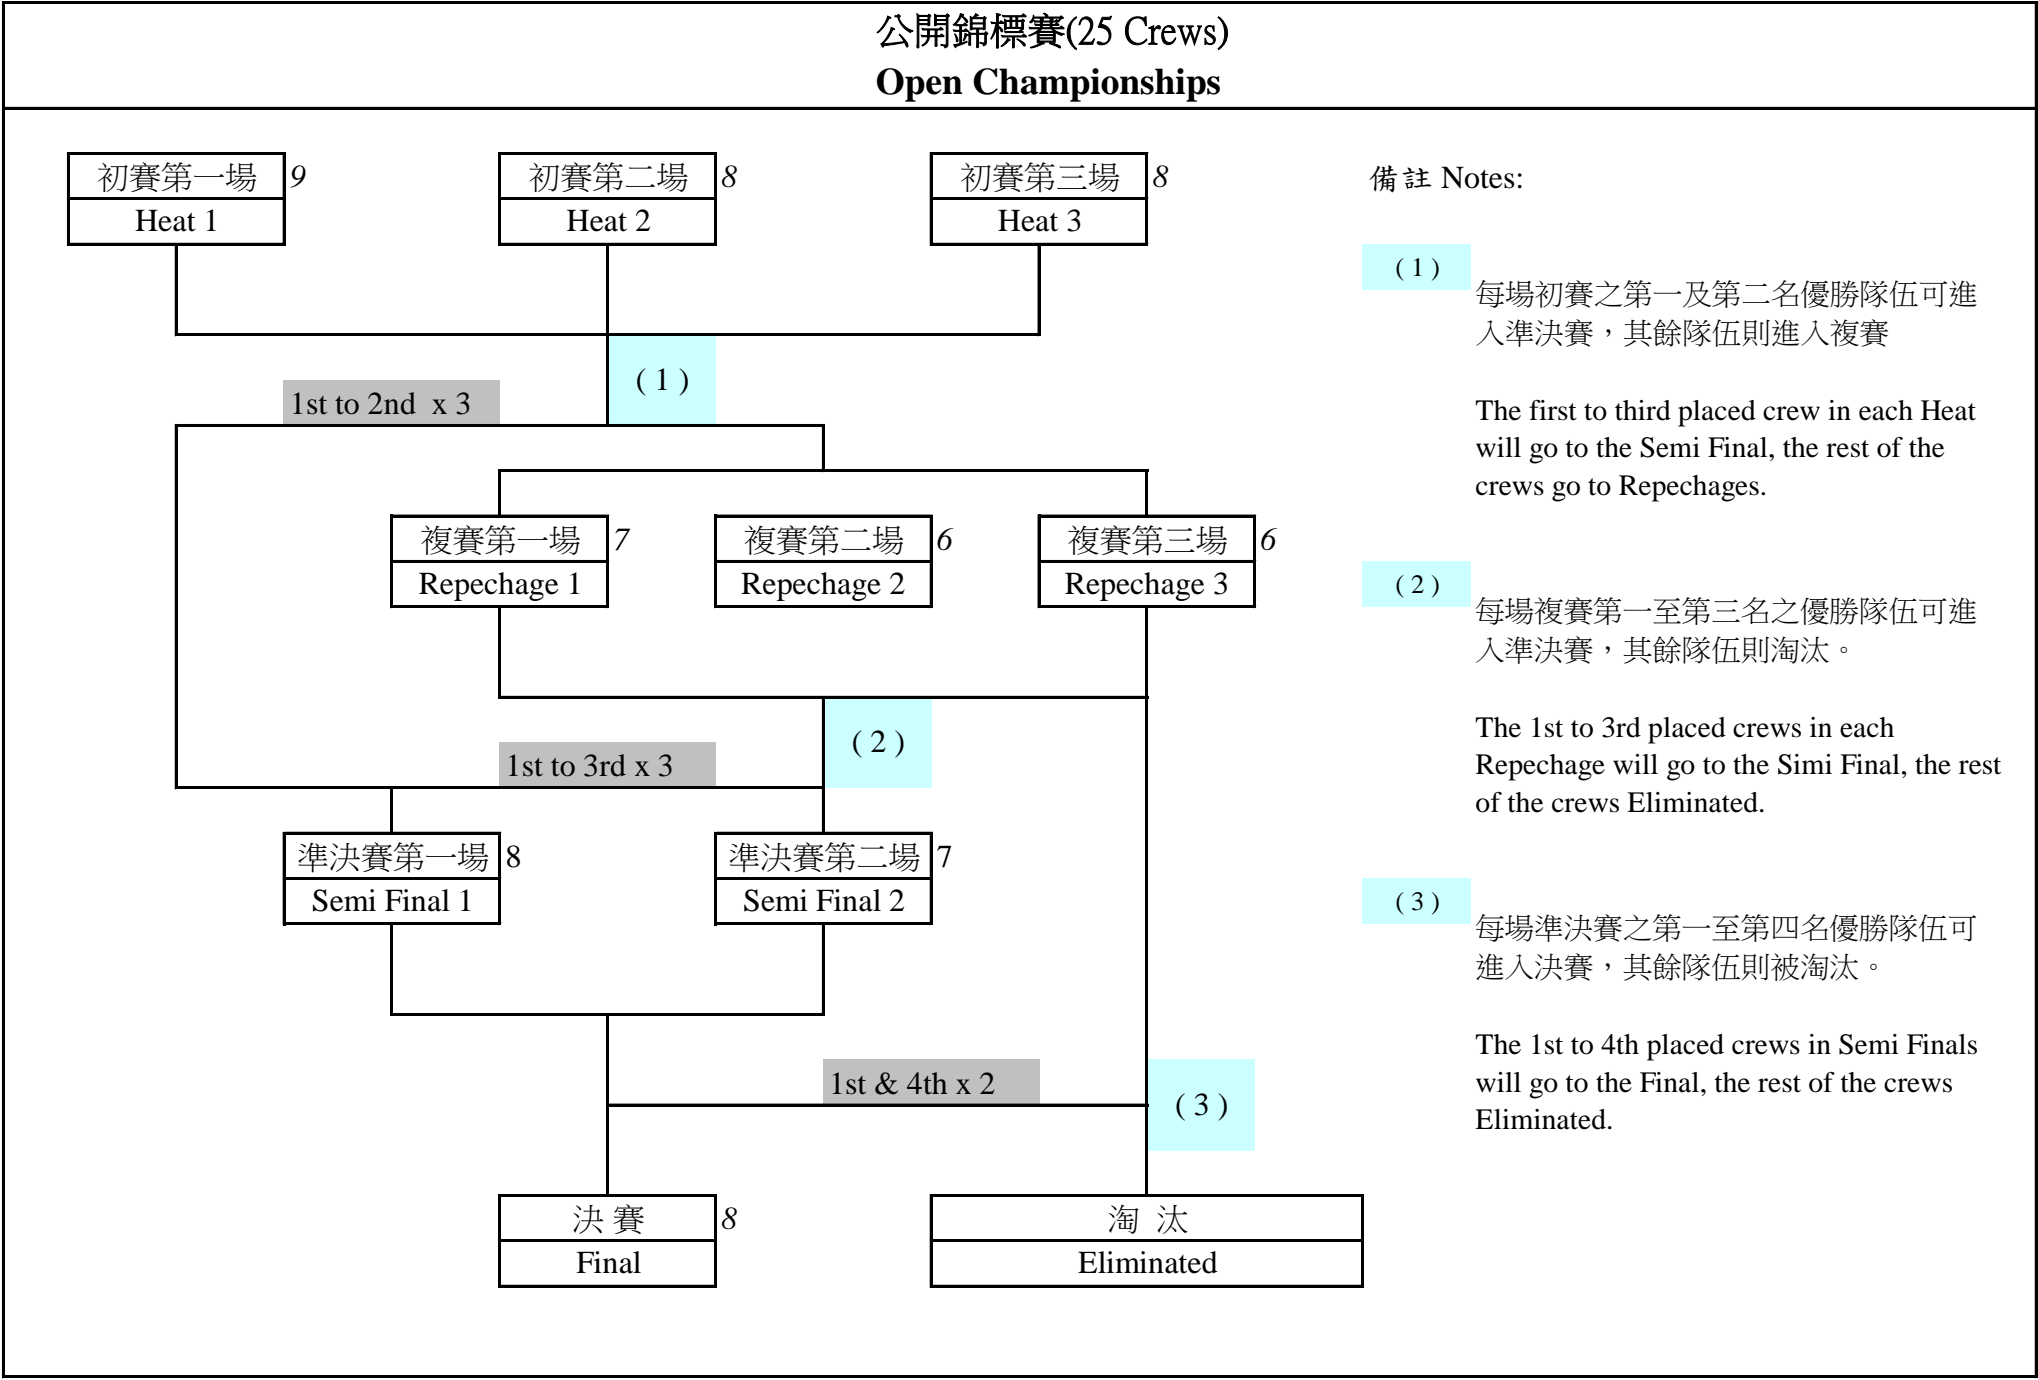 公開錦標賽(25 Crews)
Open Championships
初賽第一場 9
Heat 1
初賽第二場 8
Heat 2
初賽第三場 8
Heat 3
1st to 2nd x 3
( 1 )
複賽第一場 7
Repechage 1
複賽第二場 6
Repechage 2
複賽第三場 6
Repechage 3
1st to 3rd x 3
( 2 )
準決賽第一場 8
Semi Final 1
準決賽第二場 7
Semi Final 2
1st & 4th x 2
( 3 )
決 賽 8
Final
淘 汰
Eliminated
備註 Notes:
( 1 )
每場初賽之第一及第二名優勝隊伍可進
入準決賽，其餘隊伍則進入複賽
The first to third placed crew in each Heat
will go to the Semi Final, the rest of the
crews go to Repechages.
( 2 )
每場複賽第一至第三名之優勝隊伍可進
入準決賽，其餘隊伍則淘汰。
The 1st to 3rd placed crews in each
Repechage will go to the Simi Final, the rest
of the crews Eliminated.
( 3 )
每場準決賽之第一至第四名優勝隊伍可
進入決賽，其餘隊伍則被淘汰。
The 1st to 4th placed crews in Semi Finals
will go to the Final, the rest of the crews
Eliminated.